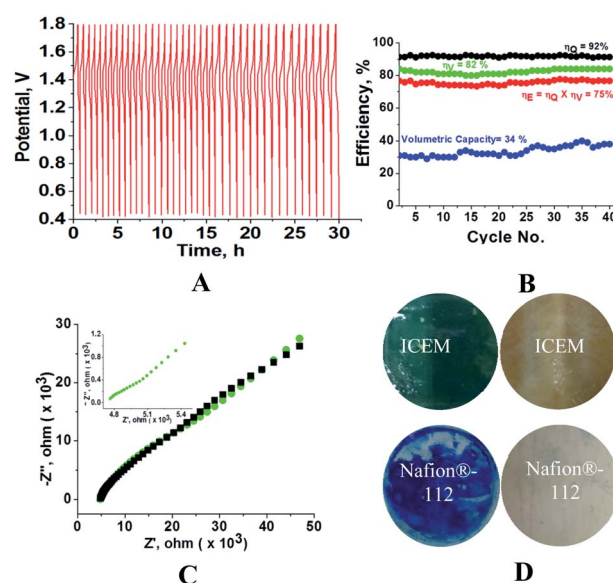 1.8
1.6
1.4
1.2
1.0
0.8
0.6
0.4
0 5 10 15 20 25 30
Potential, V
Time, h
A
100
80
60
40
20
0
5 10 15 20 25 30 35 40
Efficiency, %
Cycle No.
ηQ = 92%
ηV = 82 %
ηE = ηQ X ηV = 75%
Volumetric Capacity= 34 %
B
30
20
10
0
0 10 20 30 40 50
-Z'', ohm ( x 10³)
Z', ohm ( x 10³)
1.2
0.8
0.4
0.0
4.8 5.1 5.4
- Z'', ohm ( x 10³)
Z', ohm ( x 10³)
C
ICEM
ICEM
Nafion®-
112
Nafion®-
112
D